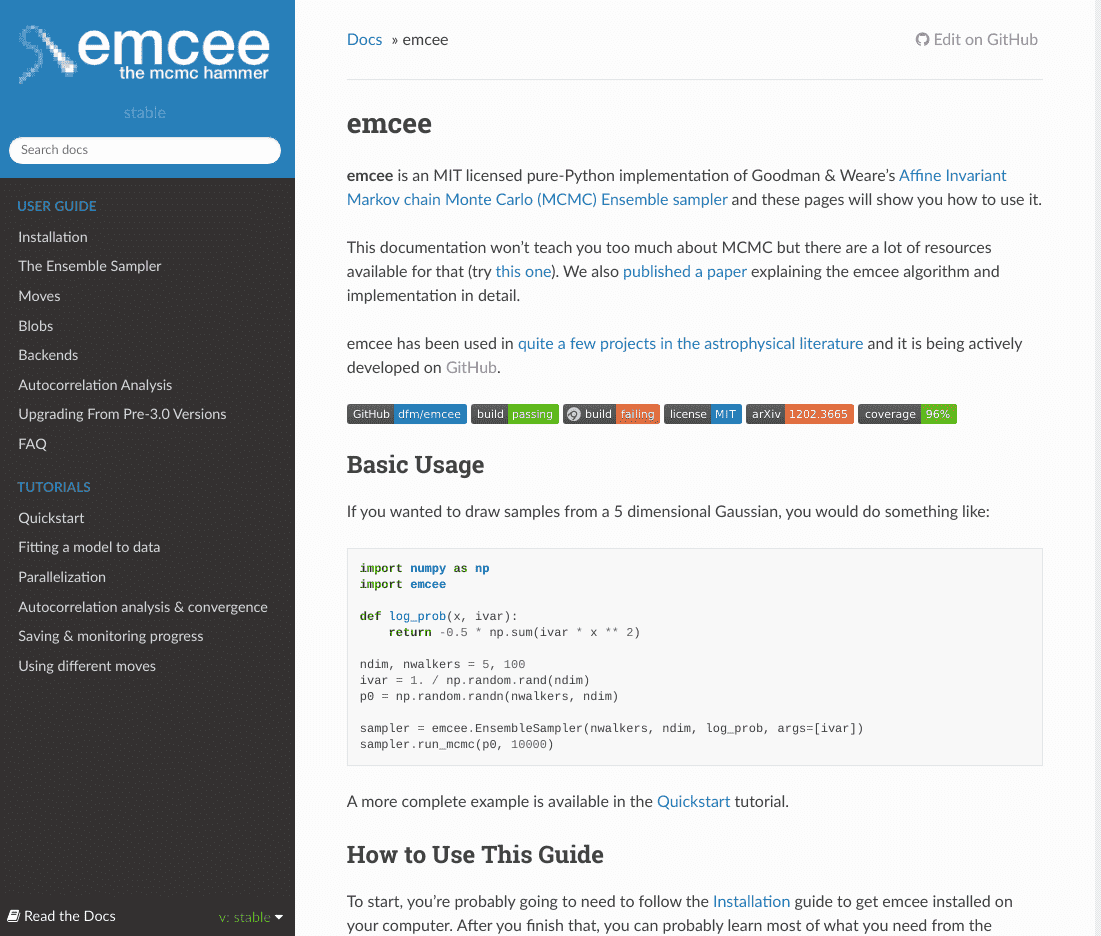 emcee
the mcmc hammer
stable
Search docs
USER GUIDE
Installation
The Ensemble Sampler
Moves
Blobs
Backends
Autocorrelation Analysis
Upgrading From Pre-3.0 Versions
FAQ
TUTORIALS
Quickstart
Fitting a model to data
Parallelization
Autocorrelation analysis & convergence
Saving & monitoring progress
Using different moves
Read the Docs v: stable
Docs » emcee Edit on GitHub
emcee
emcee is an MIT licensed pure-Python implementation of Goodman & Weare’s Affine Invariant
Markov chain Monte Carlo (MCMC) Ensemble sampler and these pages will show you how to use it.
This documentation won’t teach you too much about MCMC but there are a lot of resources
available for that (try this one). We also published a paper explaining the emcee algorithm and
implementation in detail.
emcee has been used in quite a few projects in the astrophysical literature and it is being actively
developed on GitHub.
GitHub dfm/emcee build passing build failing license MIT arXiv 1202.3665 coverage 96%
Basic Usage
If you wanted to draw samples from a 5 dimensional Gaussian, you would do something like:
import numpy as np
import emcee
def log_prob(x, ivar):
    return -0.5 * np.sum(ivar * x ** 2)
ndim, nwalkers = 5, 100
ivar = 1. / np.random.rand(ndim)
p0 = np.random.randn(nwalkers, ndim)
sampler = emcee.EnsembleSampler(nwalkers, ndim, log_prob, args=[ivar])
sampler.run_mcmc(p0, 10000)
A more complete example is available in the Quickstart tutorial.
How to Use This Guide
To start, you’re probably going to need to follow the Installation guide to get emcee installed on
your computer. After you finish that, you can probably learn most of what you need from the